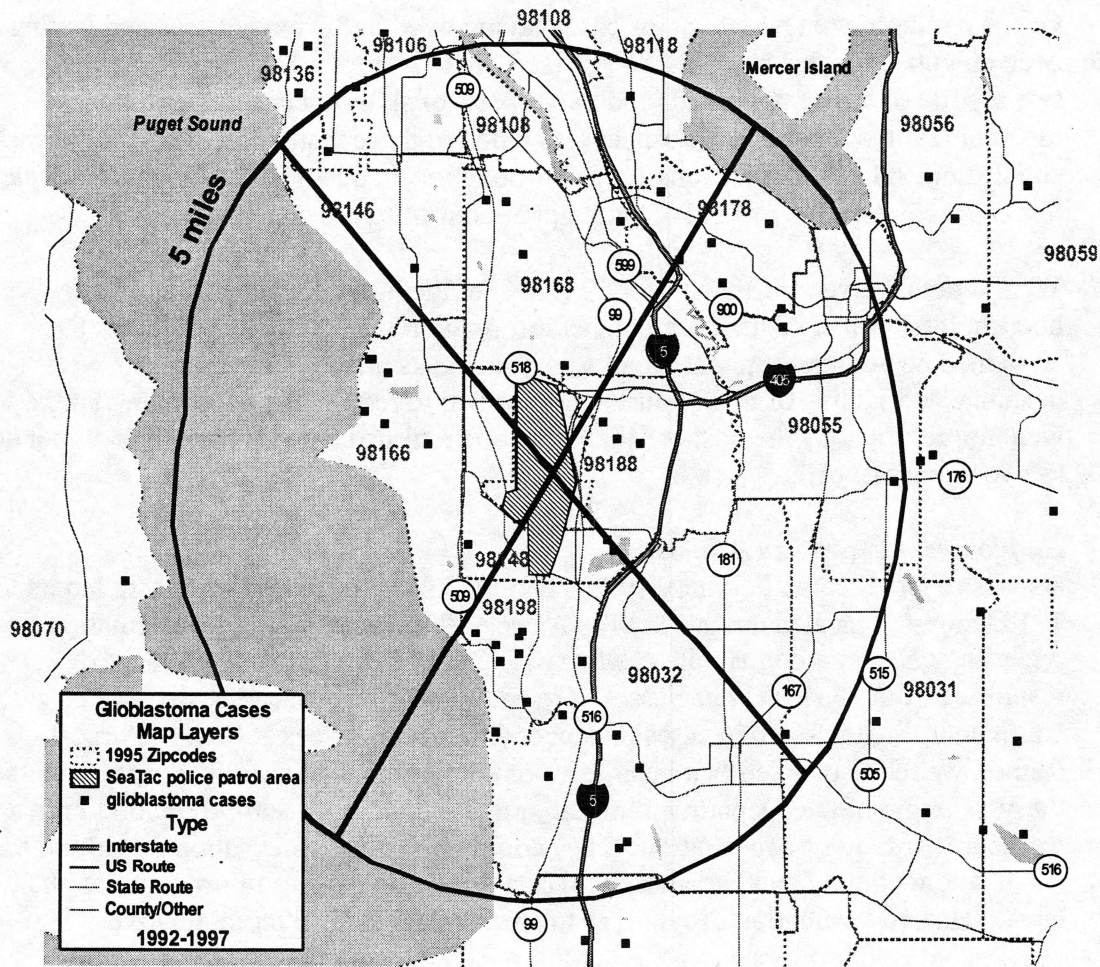 98108
98106
98118
98136
Mercer Island
509
Puget Sound
98108
98056
5 miles
98146
98178
98059
599
98168
99
900
5
518
405
98055
98166
98188
176
98148
181
509
98198
98070
98032
515
98031
167
516
505
5
516
99
Glioblastoma Cases
Map Layers
1995 Zipcodes
SeaTac police patrol area
glioblastoma cases
Type
Interstate
US Route
State Route
County/Other
1992-1997